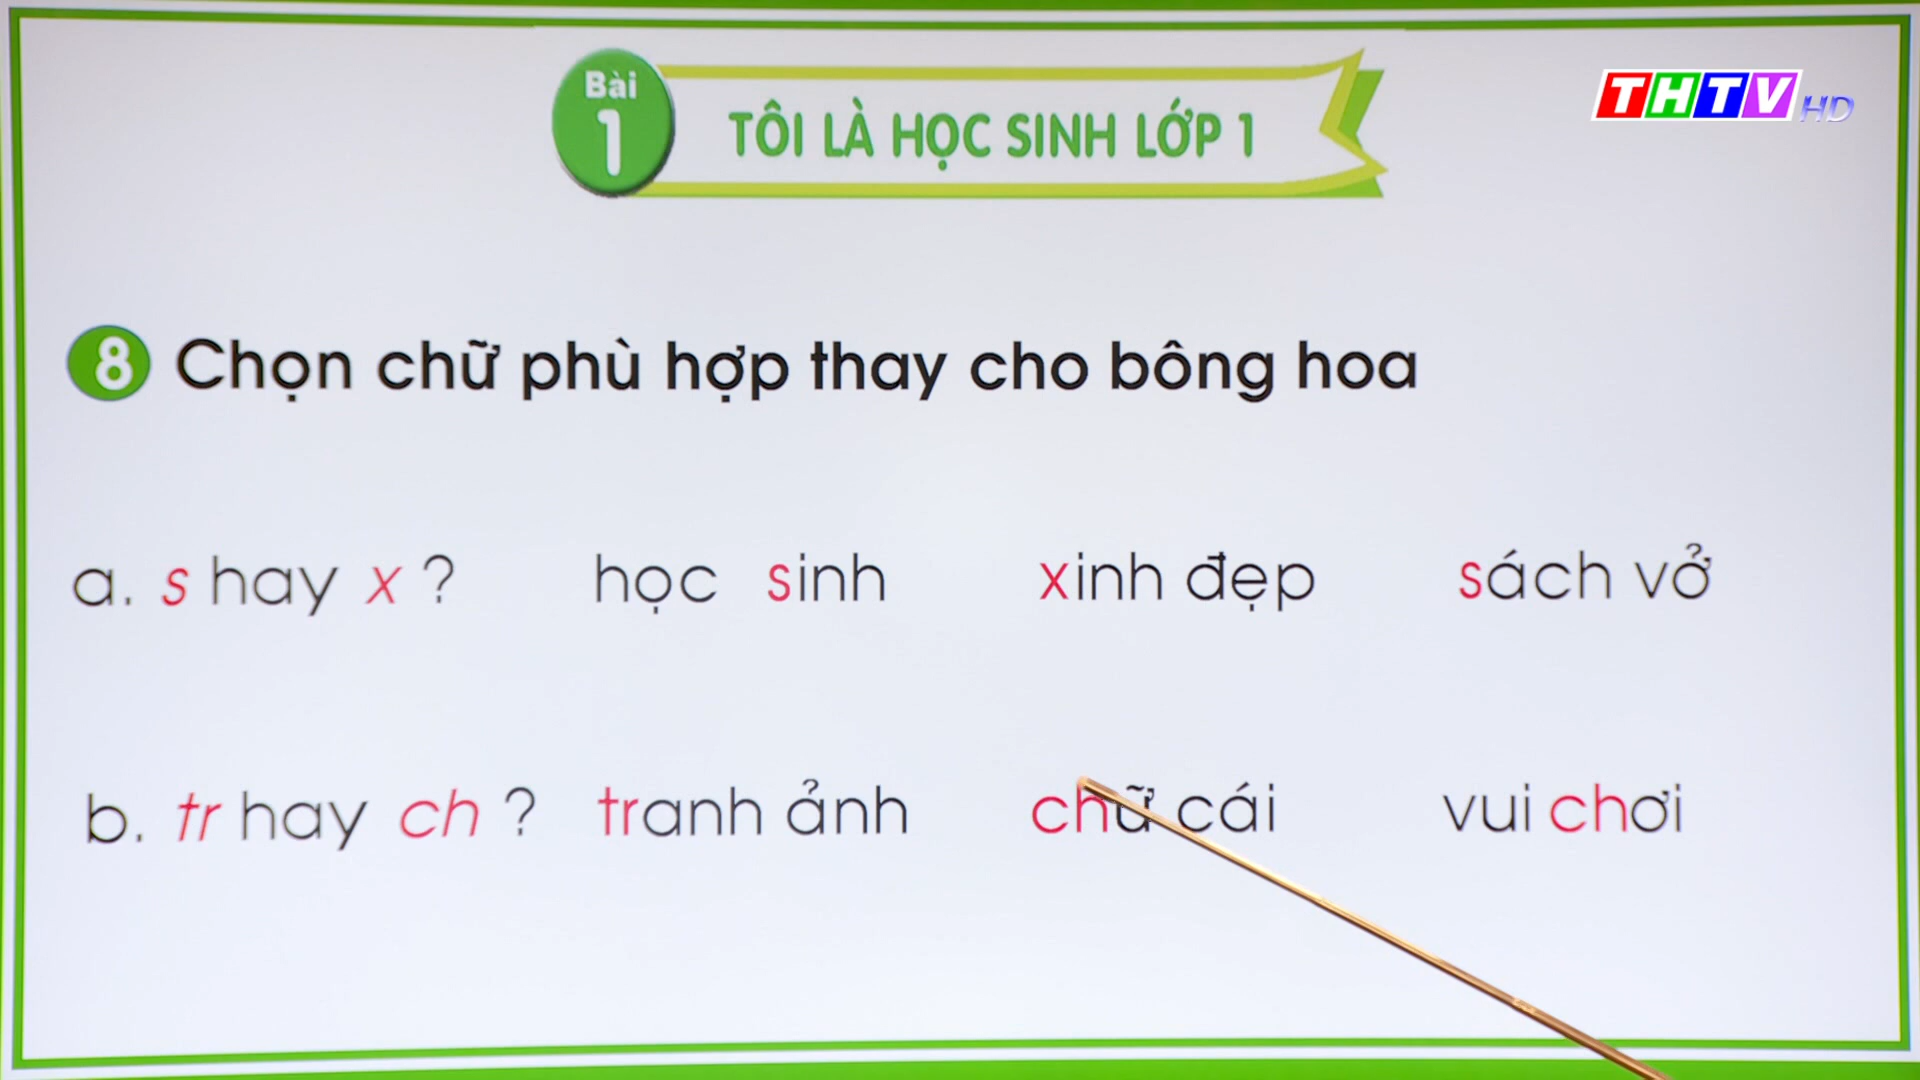 Bài
1
TÔI LÀ HỌC SINH LỚP 1
THTV HD
8 Chọn chữ phù hợp thay cho bông hoa
a. s hay x ? học sinh xinh đẹp sách vở
b. tr hay ch ? tranh ảnh chữ cái vui chơi